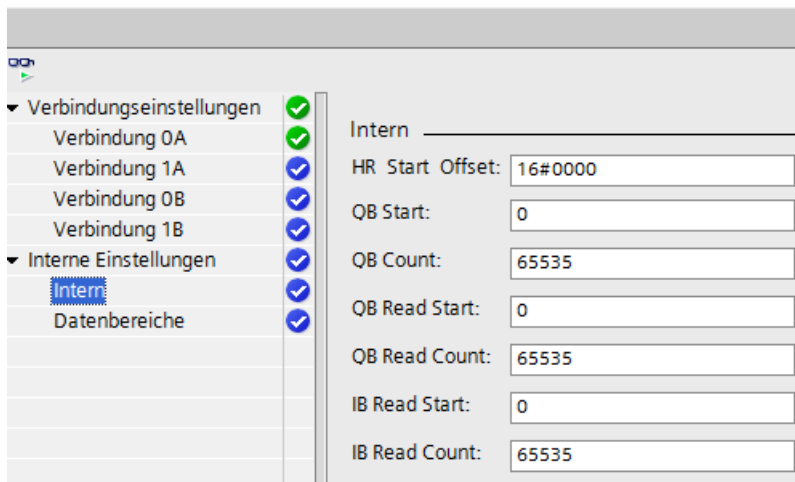 Verbindungseinstellungen
Verbindung 0A
Verbindung 1A
Verbindung 0B
Verbindung 1B
Interne Einstellungen
Intern
Datenbereiche
Intern
HR Start Offset: 16#0000
QB Start: 0
QB Count: 65535
QB Read Start: 0
QB Read Count: 65535
IB Read Start: 0
IB Read Count: 65535